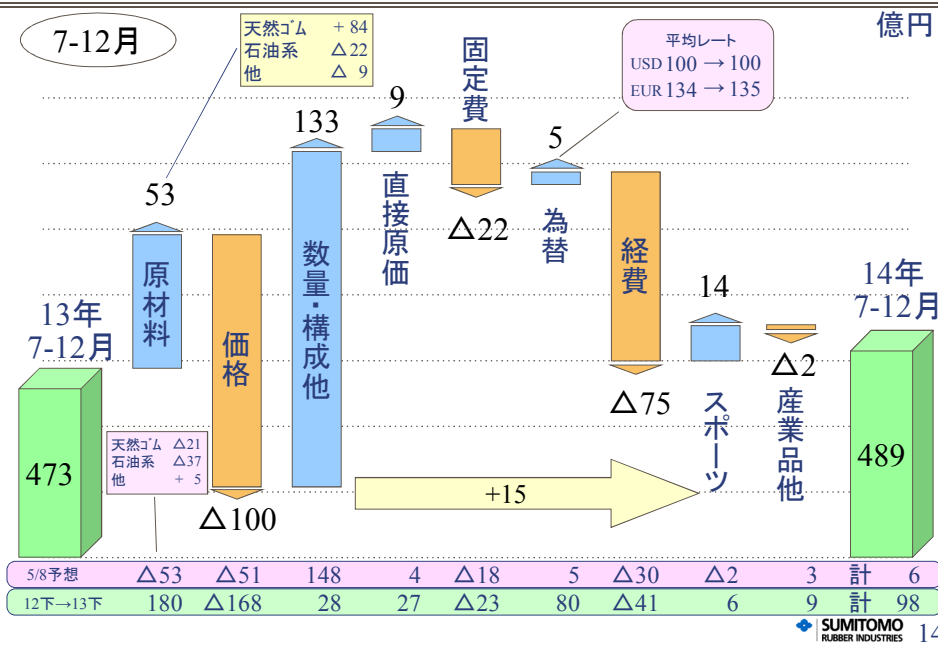 7-12月
億円
天然ｺﾞﾑ + 84
石油系 △22
他 △ 9
平均レート
USD 100 → 100
EUR 134 → 135
53
原材料
△100
価格
133
数量・構成他
9
直接原価
固定費
△22
5
為替
経費
△75
14
スポーツ
△2
産業品他
13年
7-12月
473
14年
7-12月
489
天然ｺﾞﾑ △21
石油系 △37
他 + 5
+15
5/8予想 △53 △51 148 4 △18 5 △30 △2 3 計 6
12下→13下 180 △168 28 27 △23 80 △41 6 9 計 98
SUMITOMO
RUBBER INDUSTRIES
14